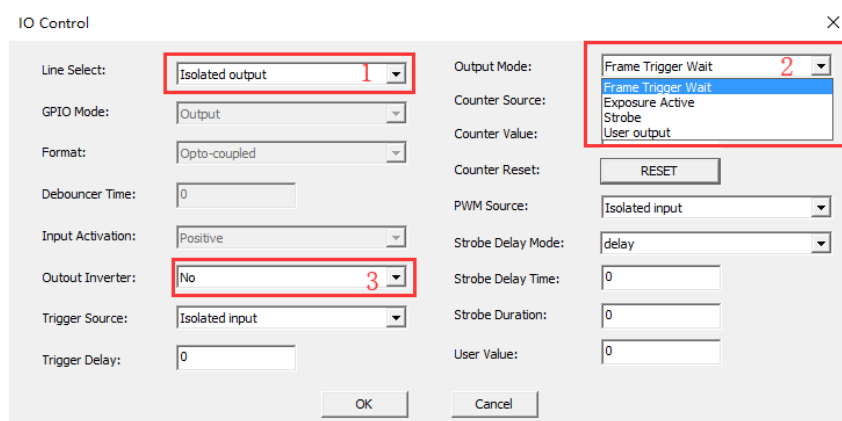 IO Control
Line Select:
Isolated output
1
GPIO Mode:
Output
Format:
Opto-coupled
Debouncer Time:
0
Input Activation:
Positive
Outout Inverter:
No
3
Trigger Source:
Isolated input
Trigger Delay:
0
Output Mode:
Frame Trigger Wait
2
Frame Trigger Wait
Exposure Active
Strobe
User output
Counter Source:
Counter Value:
Counter Reset:
RESET
PWM Source:
Isolated input
Strobe Delay Mode:
delay
Strobe Delay Time:
0
Strobe Duration:
0
User Value:
0
OK
Cancel